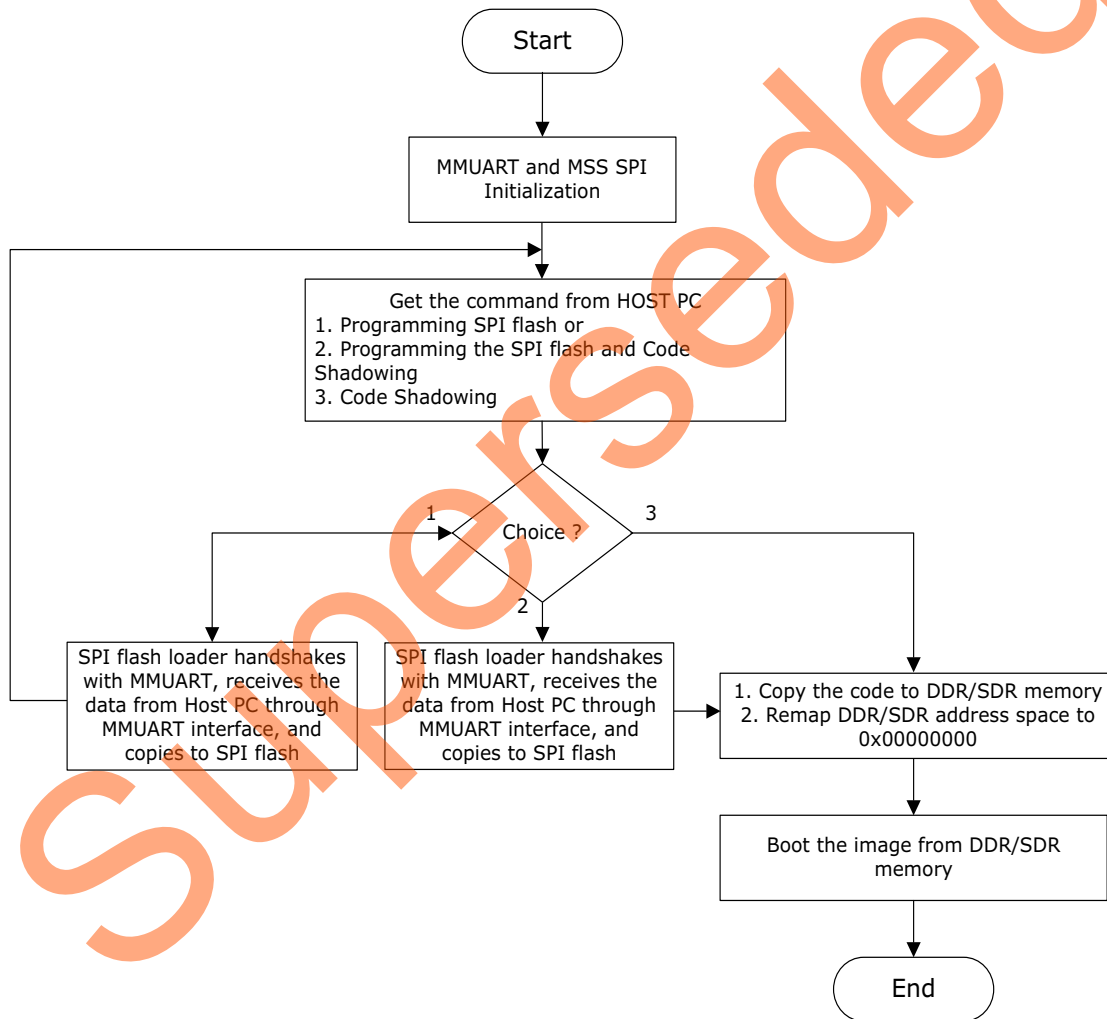 Start
MMUART and MSS SPI
Initialization
Get the command from HOST PC
1. Programming SPI flash or
2. Programming the SPI flash and Code
Shadowing
3. Code Shadowing
Choice ?
1
3
2
SPI flash loader handshakes
with MMUART, receives the
data from Host PC through
MMUART interface, and
copies to SPI flash
SPI flash loader handshakes
with MMUART, receives the
data from Host PC through
MMUART interface, and
copies to SPI flash
1. Copy the code to DDR/SDR memory
2. Remap DDR/SDR address space to
0x00000000
Boot the image from DDR/SDR
memory
End
Superseded